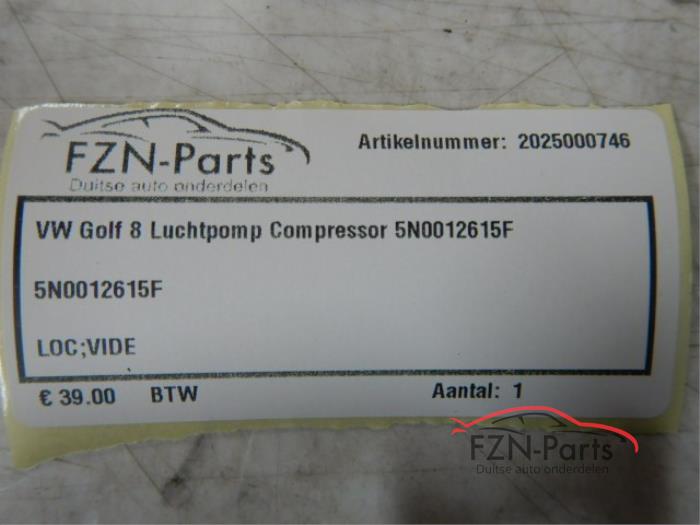 FZN-Parts
Duitse auto onderdelen
Artikelnummer: 2025000746
VW Golf 8 Luchtpomp Compressor 5N0012615F
5N0012615F
LOC;VIDE
€ 39.00 BTW Aantal: 1
FZN-Parts
Duitse auto onderdelen